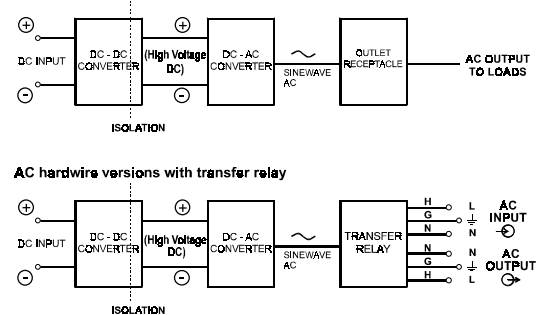 + +
DC INPUT
DC - DC
CONVERTER
(High Voltage
DC)
DC - AC
CONVERTER
SINEWAVE
AC
OUTLET
RECEPTACLE
AC OUTPUT
TO LOADS
- -
ISOLATION
AC hardwire versions with transfer relay
+ +
DC INPUT
DC - DC
CONVERTER
(High Voltage
DC)
DC - AC
CONVERTER
SINEWAVE
AC
TRANSFER
RELAY
H L
G
N N
AC
INPUT
N N
G
H L
AC
OUTPUT
- -
ISOLATION